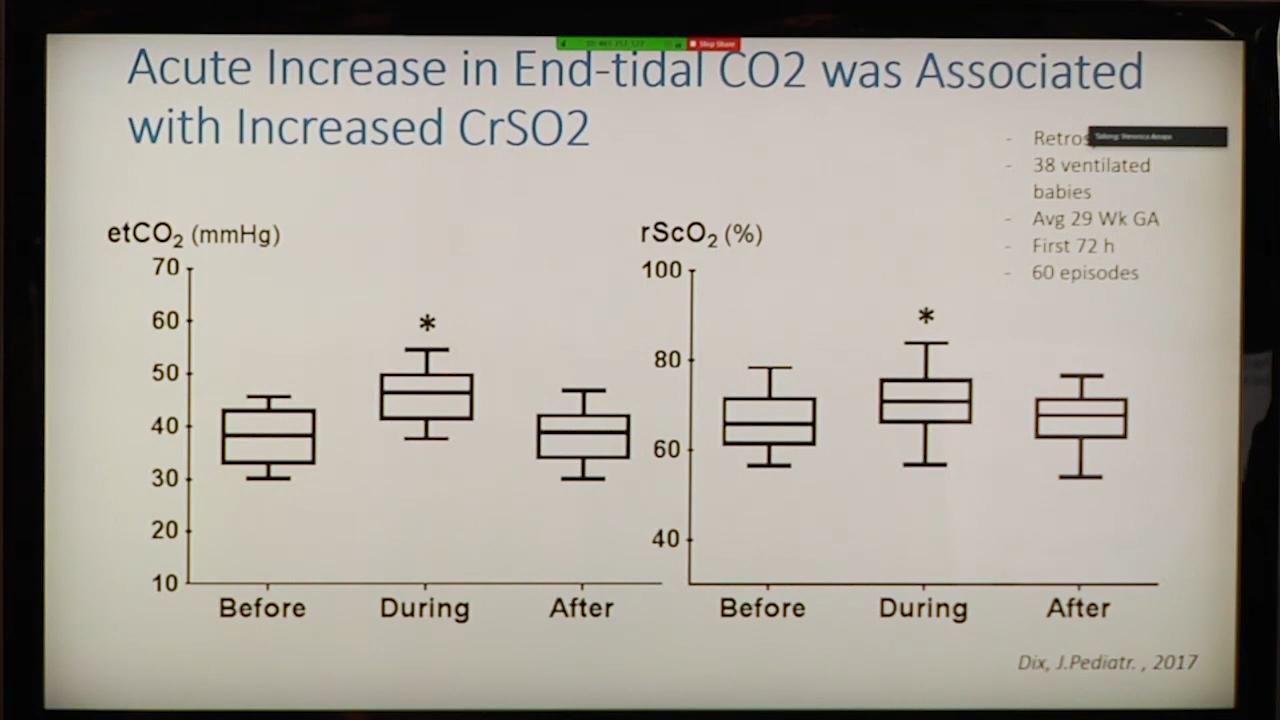 Stop Share
Acute Increase in End-tidal CO2 was Associated
with Increased CrSO2
- Retros
- 38 ventilated
babies
- Avg 29 Wk GA
- First 72 h
- 60 episodes
etCO2 (mmHg)
70
60
50
40
30
20
10
*
Before During After
rScO2 (%)
100
80
60
40
*
Before During After
Dix, J.Pediatr. , 2017